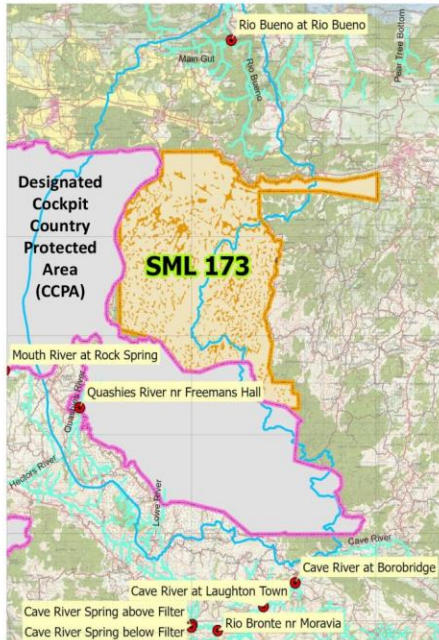 Rio Bueno at Rio Bueno
Main Gut
Rio Bueno
Pear Tree Bottom
Designated
Cockpit
Country
Protected
Area
(CCPA)
SML 173
Mouth River at Rock Spring
Quashies River
Quashies River nr Freemans Hall
Hectors River
Lowe River
Cave River
Cave River at Borobridge
Cave River at Laughton Town
Cave River Spring above Filter
Rio Bronte nr Moravia
Cave River Spring below Filter